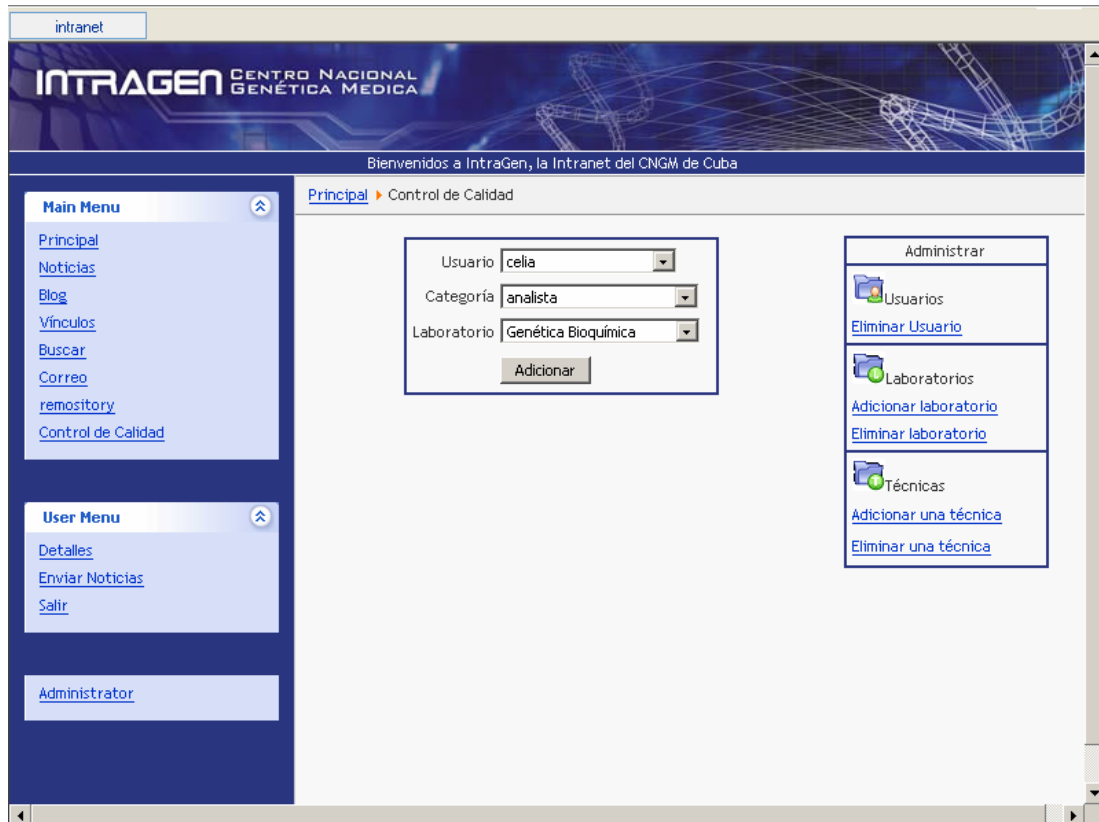 intranet
INTRAGEN CENTRO NACIONAL
GENÉTICA MEDICA
Bienvenidos a IntraGen, la Intranet del CNGM de Cuba
Main Menu
Principal
Noticias
Blog
Vínculos
Buscar
Correo
remository
Control de Calidad
User Menu
Detalles
Enviar Noticias
Salir
Administrator
Principal Control de Calidad
Usuario celia
Categoría analista
Laboratorio Genética Bioquímica
Adicionar
Administrar
Usuarios
Eliminar Usuario
Laboratorios
Adicionar laboratorio
Eliminar laboratorio
Técnicas
Adicionar una técnica
Eliminar una técnica